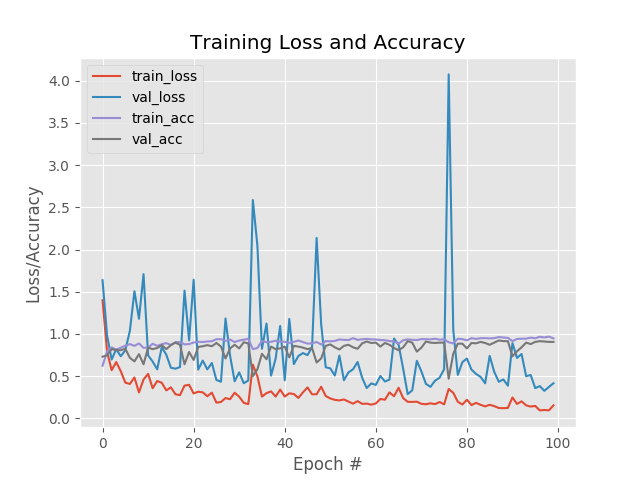 Training Loss and Accuracy
train_loss
val_loss
train_acc
val_acc
4.0
3.5
3.0
2.5
2.0
1.5
1.0
0.5
0.0
Loss/Accuracy
0 20 40 60 80 100
Epoch #